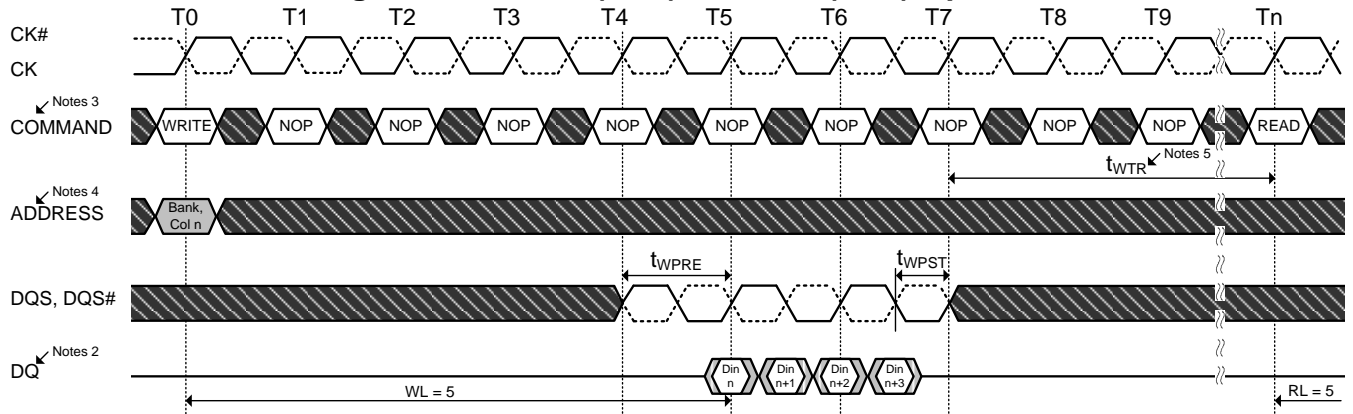 T0 T1 T2 T3 T4 T5 T6 T7 T8 T9 Tn
CK#
CK
Notes 3
COMMAND WRITE NOP NOP NOP NOP NOP NOP NOP NOP NOP READ
tWTR Notes 5
Notes 4
ADDRESS Bank,
Col n
tWPRE tWPST
DQS, DQS#
Notes 2
DQ Din
n Din
n+1 Din
n+2 Din
n+3
WL = 5 RL = 5